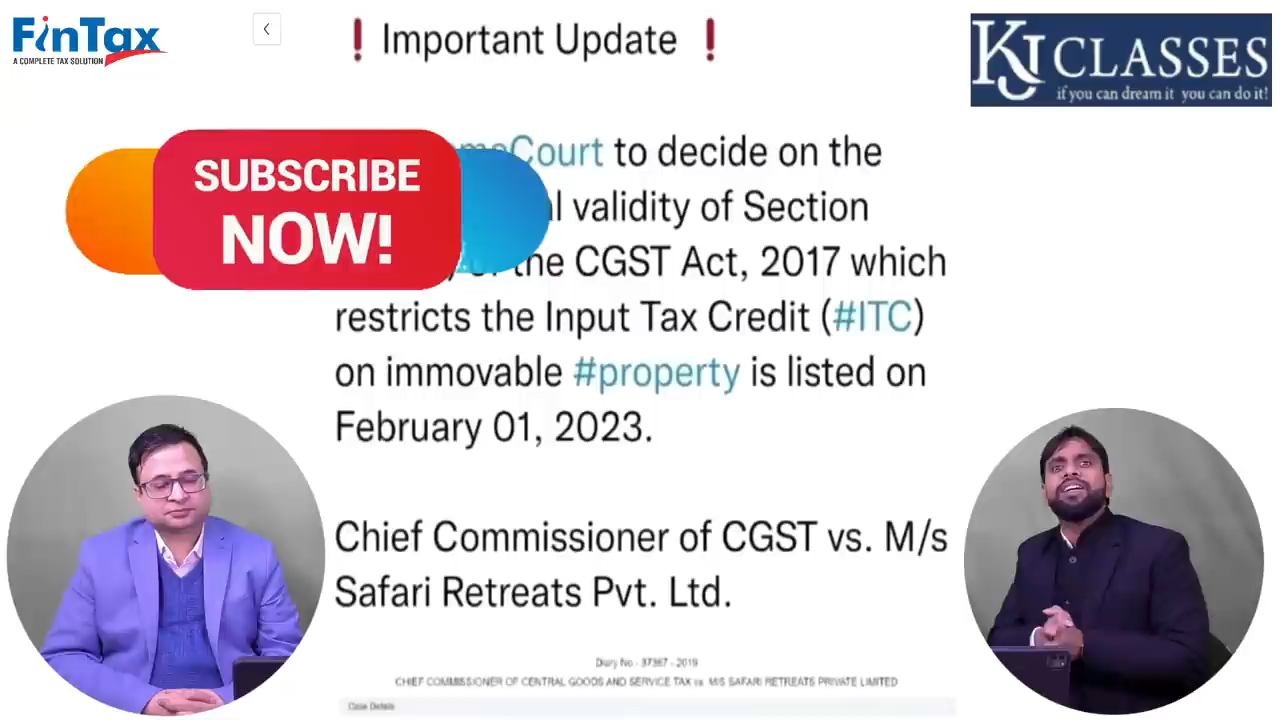 FinTax
A COMPLETE TAX SOLUTION
❗ Important Update ❗
KJ CLASSES
if you can dream it you can do it!
SUBSCRIBE
NOW!
Court to decide on the
l validity of Section
the CGST Act, 2017 which
restricts the Input Tax Credit (#ITC)
on immovable #property is listed on
February 01, 2023.
Chief Commissioner of CGST vs. M/s
Safari Retreats Pvt. Ltd.
Diary No - 37367 - 2019
CHIEF COMMISSIONER OF CENTRAL GOODS AND SERVICE TAX vs. M/S SAFARI RETREATS PRIVATE LIMITED
Case Details